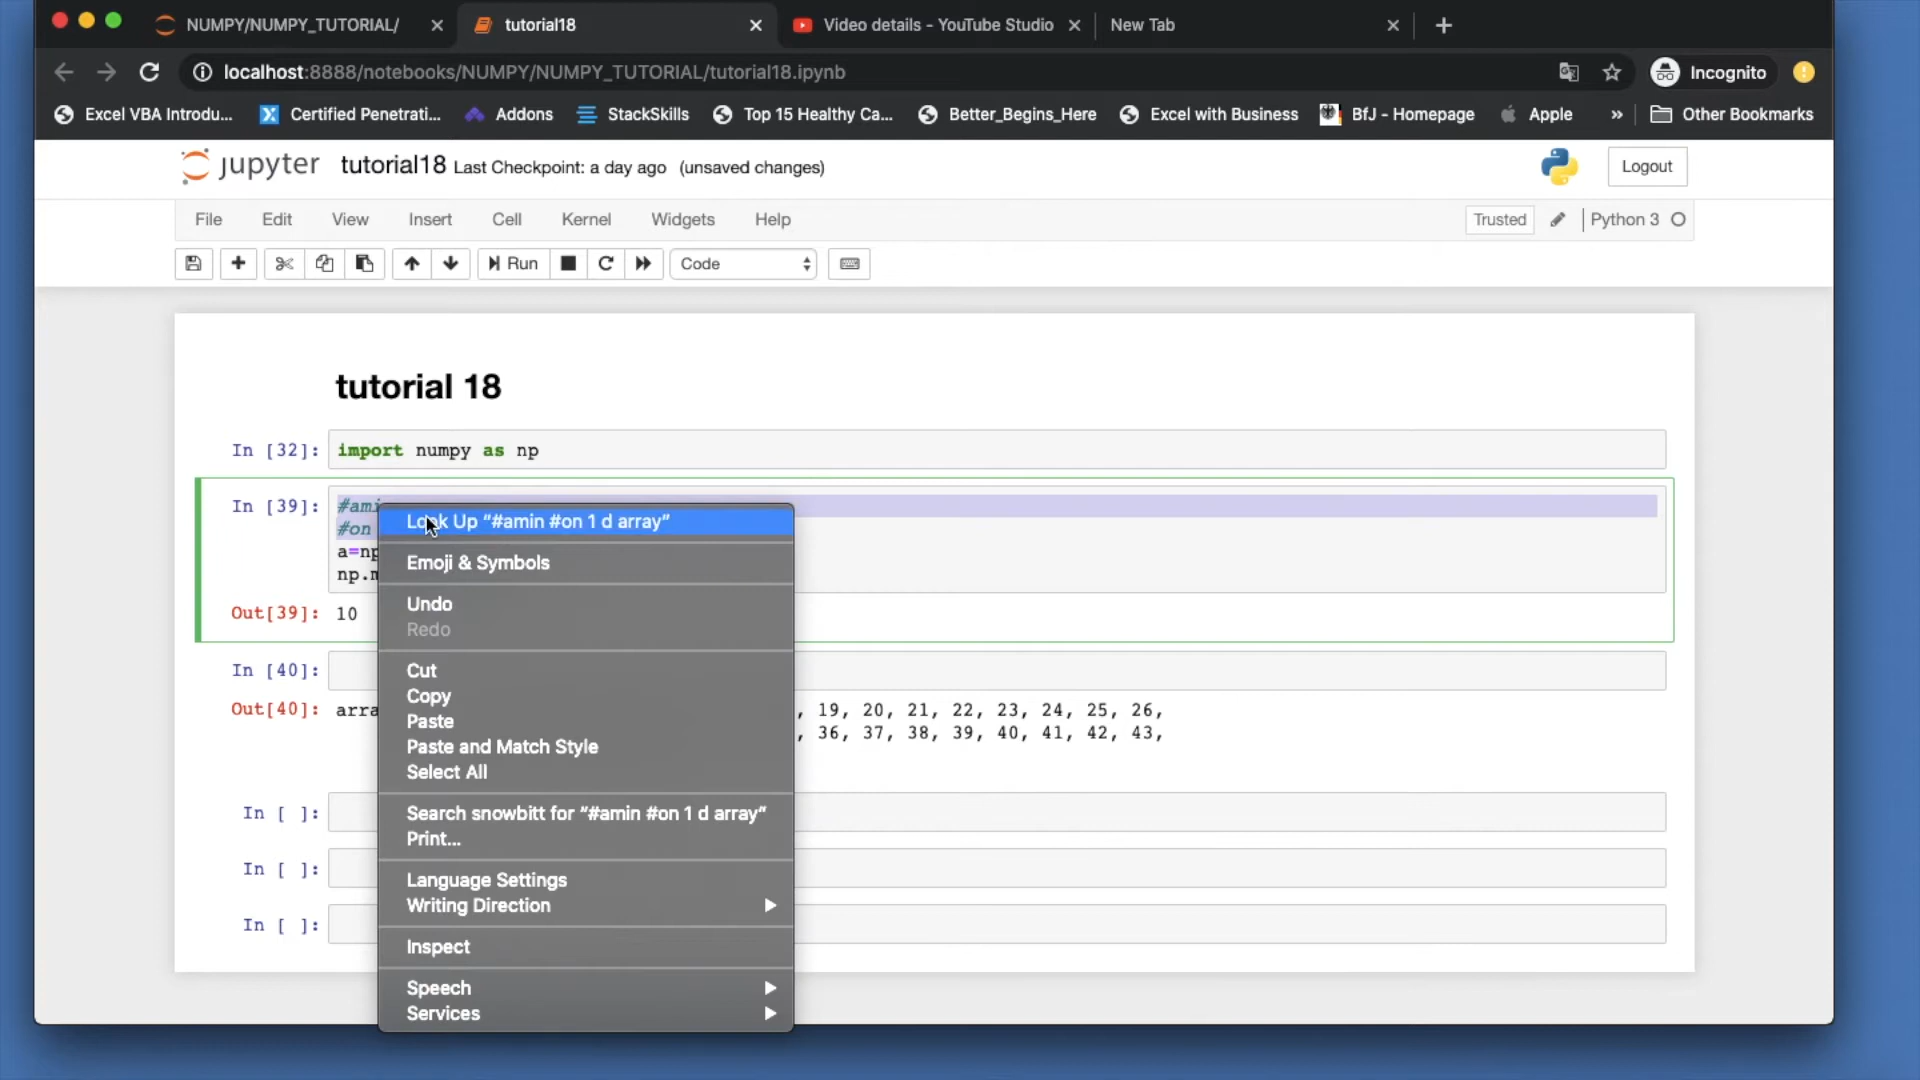 NUMPY/NUMPY_TUTORIAL/
tutorial18
Video details - YouTube Studio
New Tab
localhost:8888/notebooks/NUMPY/NUMPY_TUTORIAL/tutorial18.ipynb
Incognito
Excel VBA Introdu...
Certified Penetrati...
Addons
StackSkills
Top 15 Healthy Ca...
Better_Begins_Here
Excel with Business
BfJ - Homepage
Apple
»
Other Bookmarks
jupyter tutorial18 Last Checkpoint: a day ago (unsaved changes)
Logout
File Edit View Insert Cell Kernel Widgets Help
Trusted
Python 3
Run
Code
tutorial 18
In [32]: import numpy as np
In [39]: #ami
#on
a=np
np.m
Out[39]: 10
In [40]:
Out[40]: arra , 19, 20, 21, 22, 23, 24, 25, 26,
, 36, 37, 38, 39, 40, 41, 42, 43,
In [ ]:
In [ ]:
In [ ]:
Look Up “#amin #on 1 d array”
Emoji & Symbols
Undo
Redo
Cut
Copy
Paste
Paste and Match Style
Select All
Search snowbitt for “#amin #on 1 d array”
Print...
Language Settings
Writing Direction
Inspect
Speech
Services